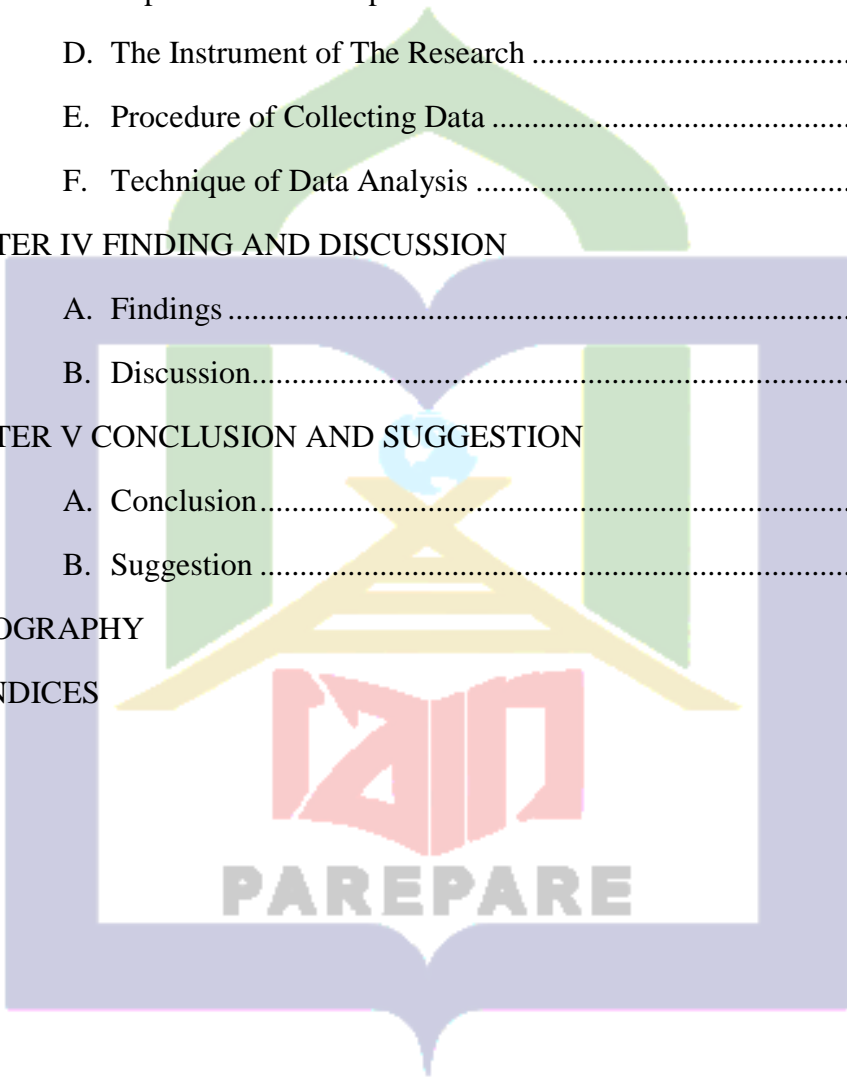 D. The Instrument of The Research ........................................
E. Procedure of Collecting Data .............................................
F. Technique of Data Analysis ...............................................
TER IV FINDING AND DISCUSSION
A. Findings ..............................................................................
B. Discussion...........................................................................
TER V CONCLUSION AND SUGGESTION
A. Conclusion..........................................................................
B. Suggestion ..........................................................................
OGRAPHY
NDICES
iain
PAREPARE